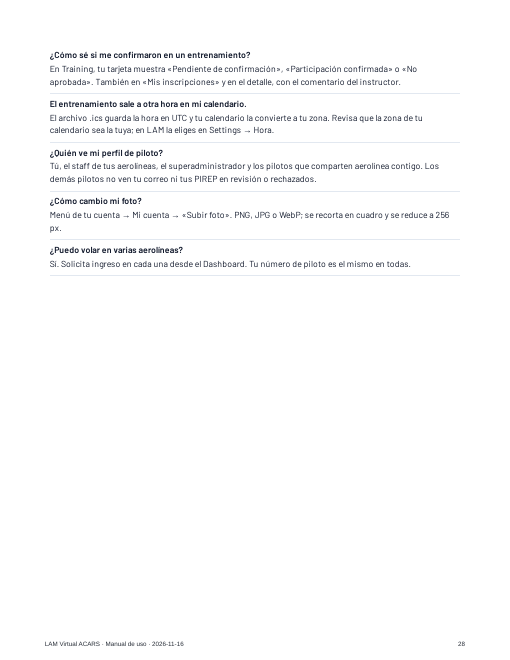 ¿Cómo sé si me confirmaron en un entrenamiento?
En Training, tu tarjeta muestra «Pendiente de confirmación», «Participación confirmada» o «No
aprobada». También en «Mis inscripciones» y en el detalle, con el comentario del instructor.
El entrenamiento sale a otra hora en mi calendario.
El archivo .ics guarda la hora en UTC y tu calendario la convierte a tu zona. Revisa que la zona de tu
calendario sea la tuya; en LAM la eliges en Settings → Hora.
¿Quién ve mi perfil de piloto?
Tú, el staff de tus aerolíneas, el superadministrador y los pilotos que comparten aerolínea contigo. Los
demás pilotos no ven tu correo ni tus PIREP en revisión o rechazados.
¿Cómo cambio mi foto?
Menú de tu cuenta → Mi cuenta → «Subir foto». PNG, JPG o WebP; se recorta en cuadro y se reduce a 256
px.
¿Puedo volar en varias aerolíneas?
Sí. Solicita ingreso en cada una desde el Dashboard. Tu número de piloto es el mismo en todas.
LAM Virtual ACARS · Manual de uso · 2026-11-16
28